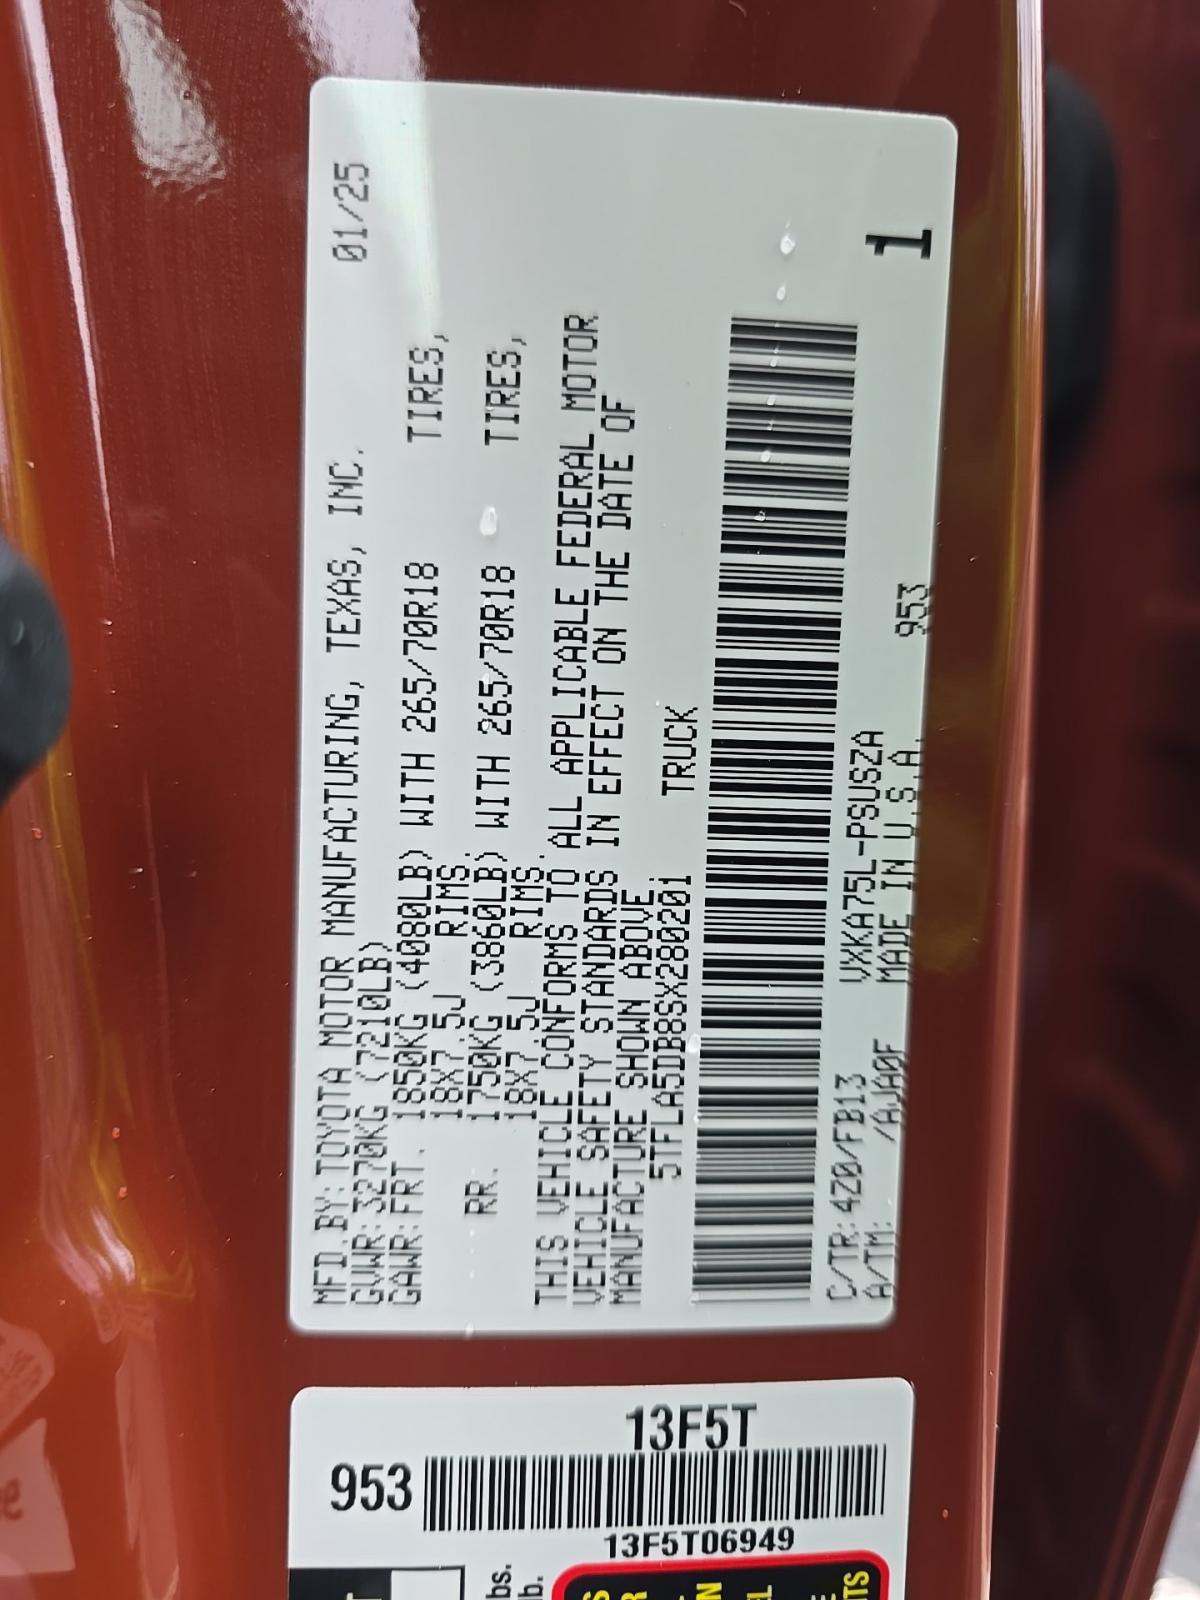 01/25
MFD.BY:TOYOTA MOTOR MANUFACTURING, TEXAS, INC.
GVWR:3270KG (7210LB)
GAWR:FRT. 1850KG (4080LB) WITH 265/70R18 TIRES,
18X7.5J RIMS.
RR. 1750KG (3860LB) WITH 265/70R18 TIRES,
18X7.5J RIMS.
THIS VEHICLE CONFORMS TO ALL APPLICABLE FEDERAL MOTOR
VEHICLE SAFETY STANDARDS IN EFFECT ON THE DATE OF
MANUFACTURE SHOWN ABOVE.
5TFLA5DB8SX280201 TRUCK
C/TR:4Z0/FB13 VXKA75L-PSUSZA
A/TM: /AJA0F MADE IN U.S.A. 953
1
953
13F5T
13F5T06949
bs.